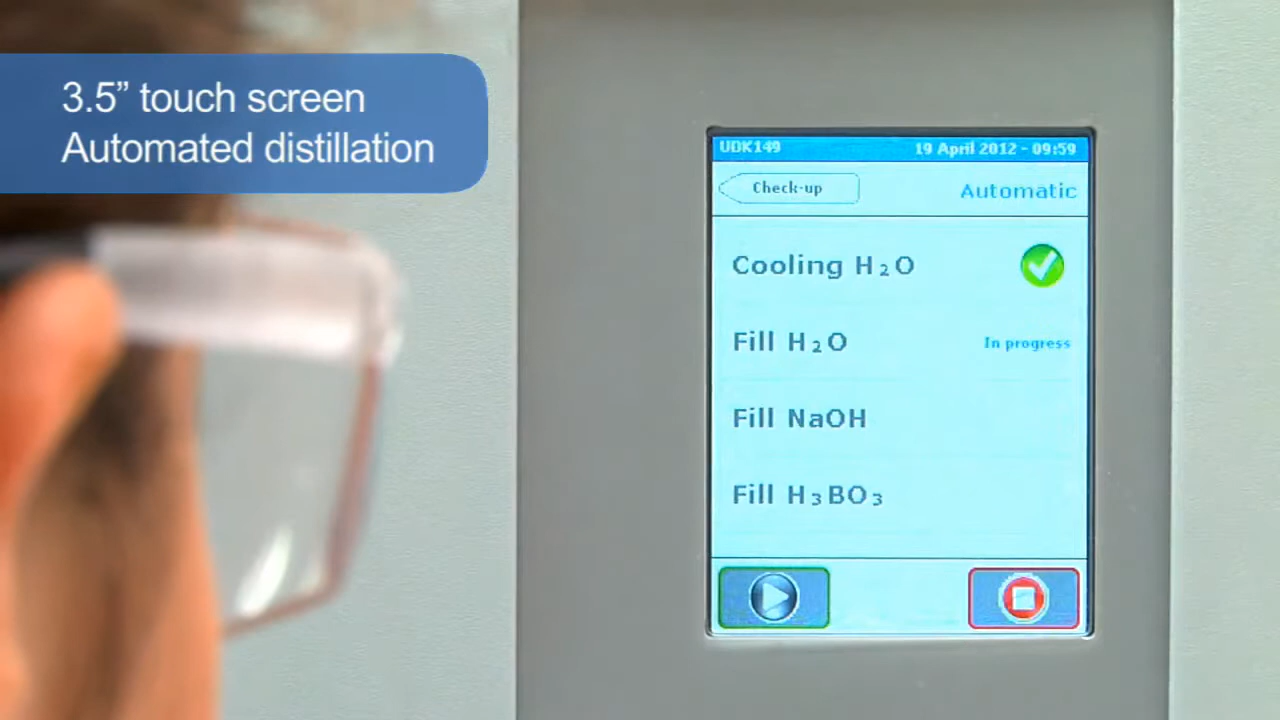 3.5” touch screen
Automated distillation
UDK149 19 April 2012 - 09:59
Check-up Automatic
Cooling H₂O
Fill H₂O In progress
Fill NaOH
Fill H₃BO₃